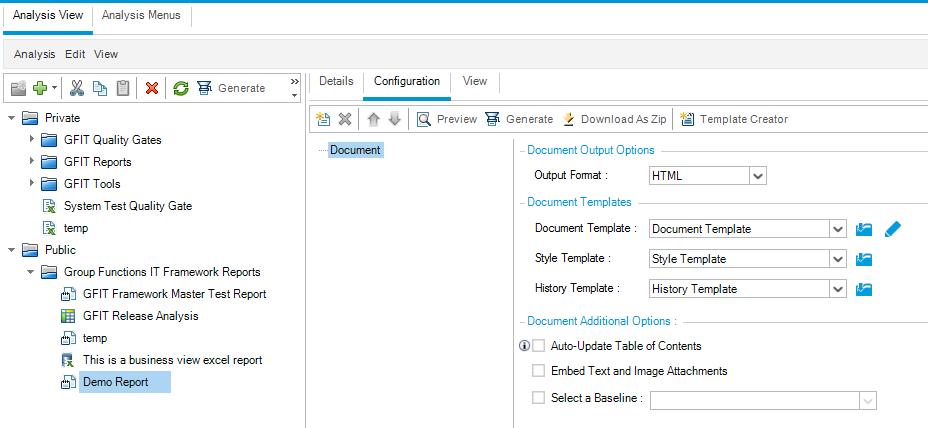 Analysis View Analysis Menus
Analysis Edit View
Generate
Private
GFIT Quality Gates
GFIT Reports
GFIT Tools
System Test Quality Gate
temp
Public
Group Functions IT Framework Reports
GFIT Framework Master Test Report
GFIT Release Analysis
temp
This is a business view excel report
Demo Report
Details Configuration View
Preview Generate Download As Zip Template Creator
Document
Document Output Options
Output Format : HTML
Document Templates
Document Template : Document Template
Style Template : Style Template
History Template : History Template
Document Additional Options :
Auto-Update Table of Contents
Embed Text and Image Attachments
Select a Baseline :